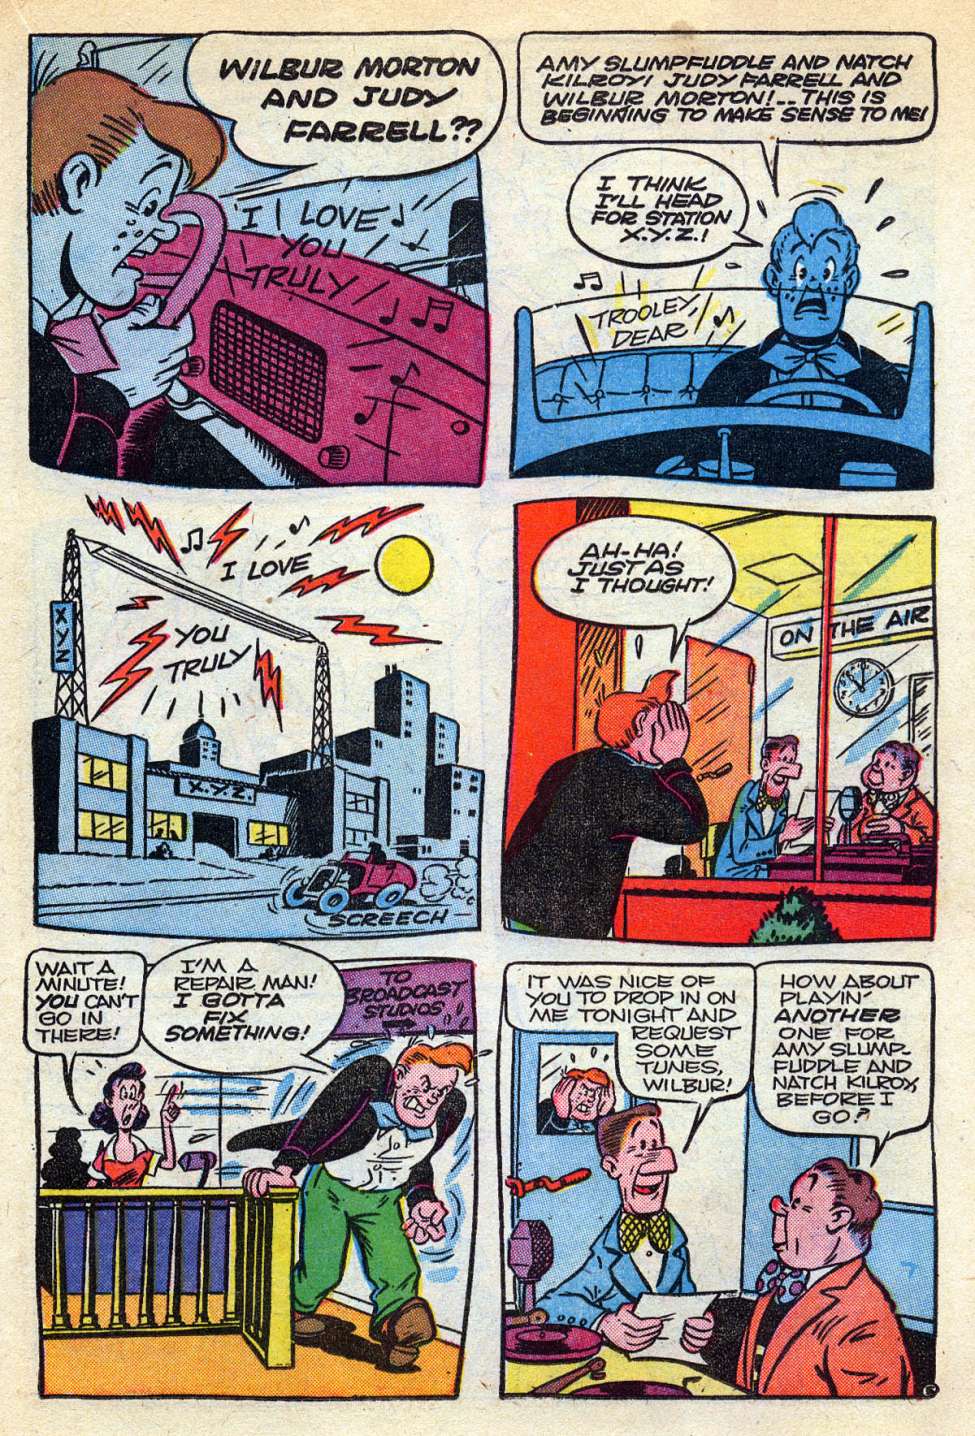 WILBUR MORTON
AND JUDY
FARRELL??
I LOVE
YOU
TRULY
AMY SLUMPFUDDLE AND NATCH
KILROY! JUDY FARRELL AND
WILBUR MORTON!-- THIS IS
BEGINNING TO MAKE SENSE TO ME!
I THINK
I'LL HEAD
FOR STATION
X.Y.Z.!
TROOLEY,
DEAR
I LOVE
YOU
TRULY
XYZ
X.Y.Z.
SCREECH
AH-HA!
JUST AS
I THOUGHT!
ON THE AIR
WAIT A
MINUTE!
YOU CAN'T
GO IN
THERE!
I'M A
REPAIR MAN!
I GOTTA
FIX
SOMETHING!
TO
BROADCAST
STUDIOS
IT WAS NICE OF
YOU TO DROP IN ON
ME TONIGHT AND
REQUEST
SOME
TUNES,
WILBUR!
HOW ABOUT
PLAYIN'
ANOTHER
ONE FOR
AMY SLUMP-
FUDDLE AND
NATCH KILROY,
BEFORE I
GO?